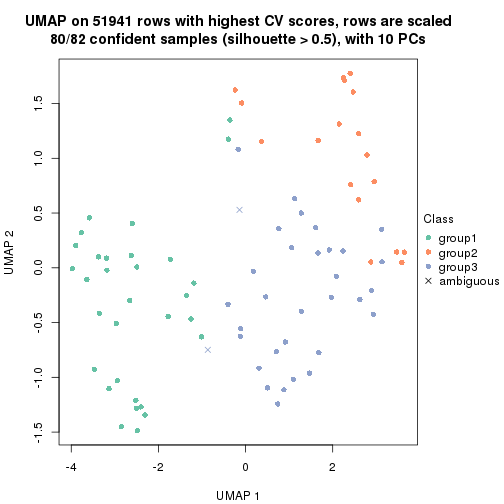 UMAP on 51941 rows with highest CV scores, rows are scaled
80/82 confident samples (silhouette > 0.5), with 10 PCs
1.5
1.0
0.5
0.0
-0.5
-1.0
-1.5
UMAP 2
-4
-2
0
2
UMAP 1
Class
group1
group2
group3
ambiguous